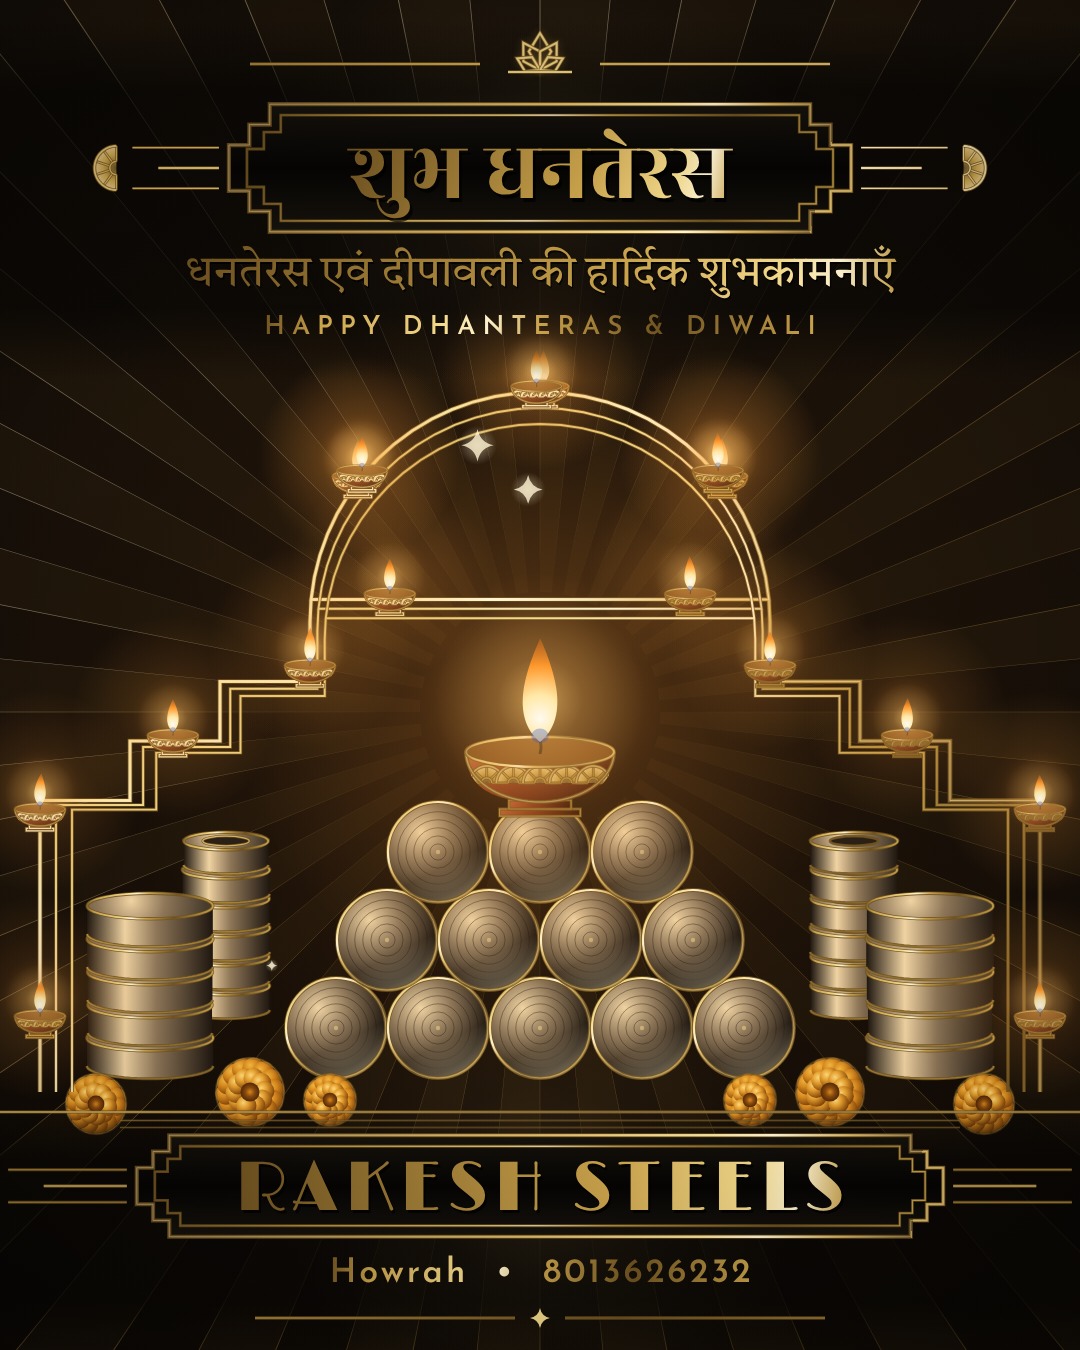 शुभ धनतेरस
धनतेरस एवं दीपावली की हार्दिक शुभकामनाएँ
HAPPY DHANTERAS & DIWALI
RAKESH STEELS
Howrah • 8013626232